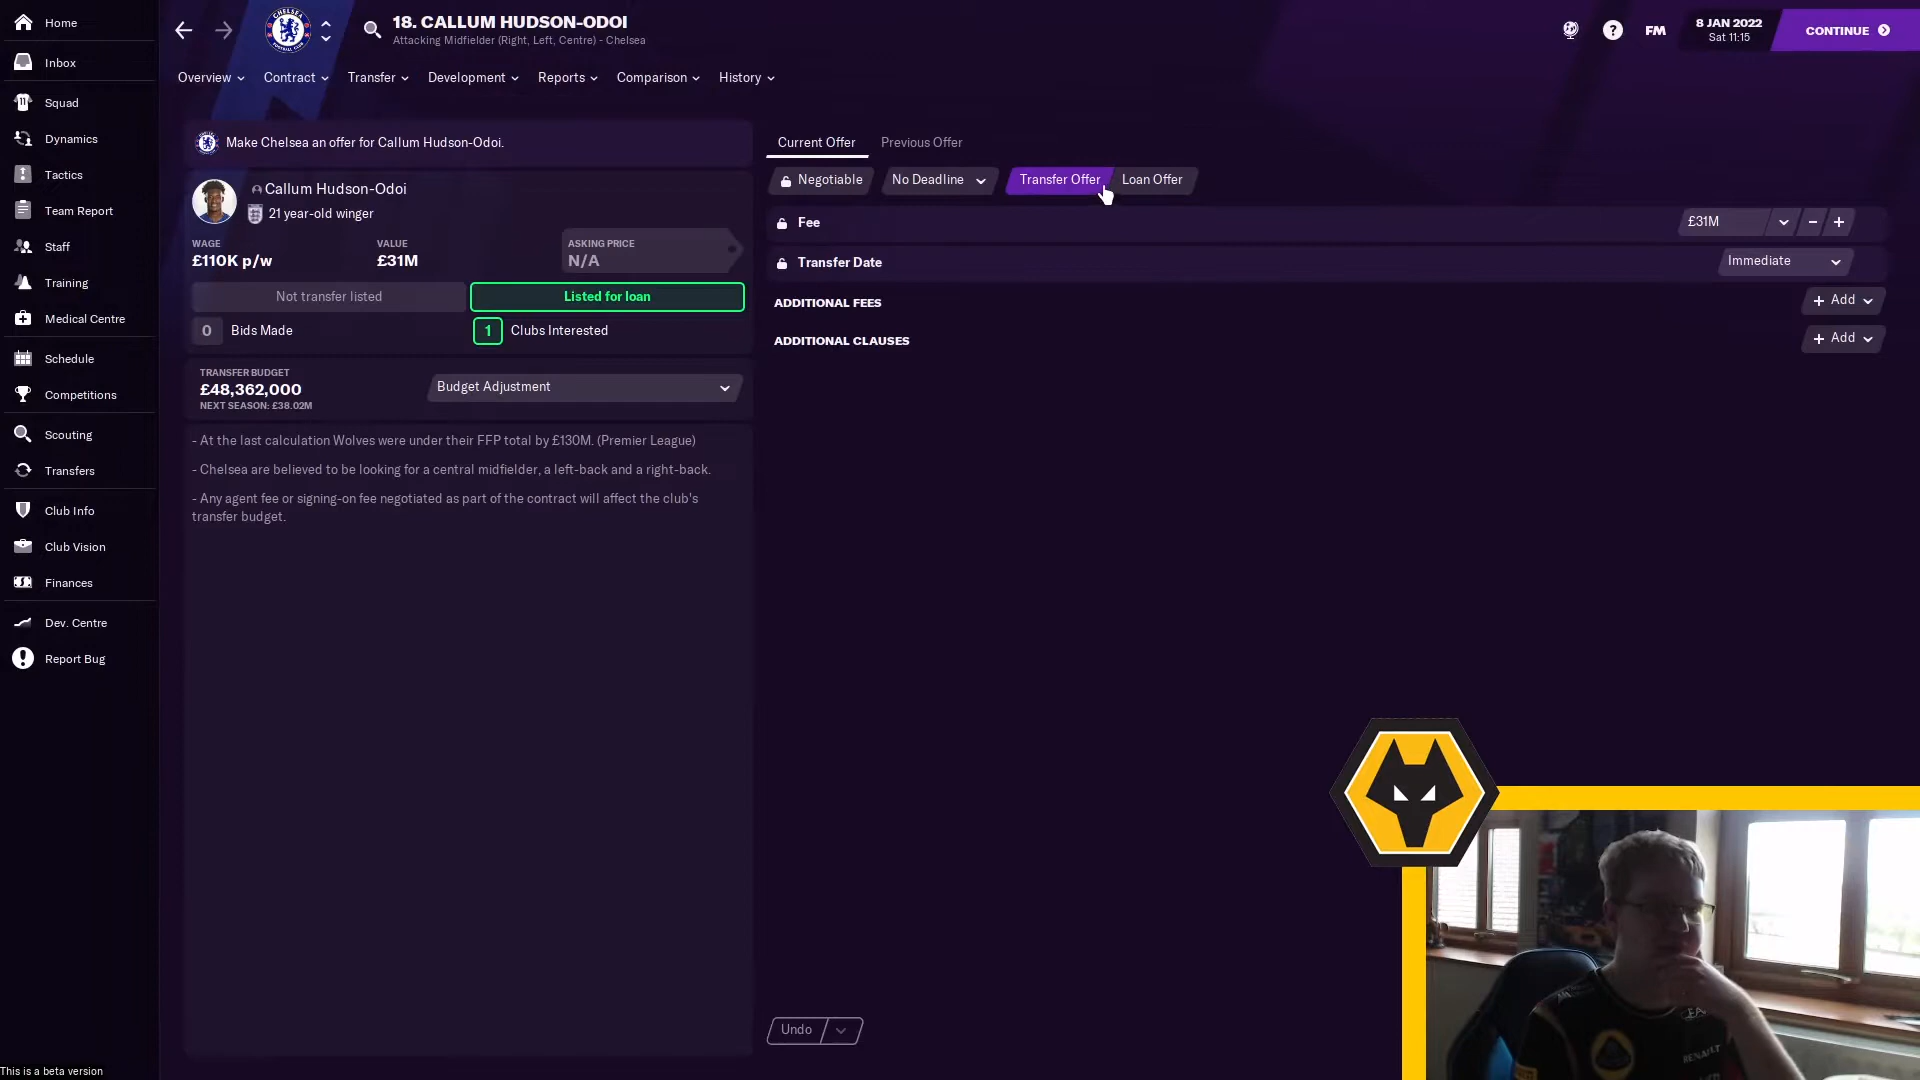 Home
Inbox
Squad
Dynamics
Tactics
Team Report
Staff
Training
Medical Centre
Schedule
Competitions
Scouting
Transfers
Club Info
Club Vision
Finances
Dev. Centre
Report Bug
This is a beta version
18. CALLUM HUDSON-ODOI
Attacking Midfielder (Right, Left, Centre) - Chelsea
FM
8 JAN 2022
Sat 11:15
CONTINUE
Overview Contract Transfer Development Reports Comparison History
Make Chelsea an offer for Callum Hudson-Odoi.
Callum Hudson-Odoi
21 year-old winger
WAGE VALUE ASKING PRICE
£110K p/w £31M N/A
Not transfer listed Listed for loan
0 Bids Made 1 Clubs Interested
TRANSFER BUDGET
£48,362,000
NEXT SEASON: £38.02M
Budget Adjustment
- At the last calculation Wolves were under their FFP total by £130M. (Premier League)
- Chelsea are believed to be looking for a central midfielder, a left-back and a right-back.
- Any agent fee or signing-on fee negotiated as part of the contract will affect the club's
transfer budget.
Current Offer Previous Offer
Negotiable No Deadline Transfer Offer Loan Offer
Fee £31M
Transfer Date Immediate
ADDITIONAL FEES + Add
ADDITIONAL CLAUSES + Add
Undo
RENAULT